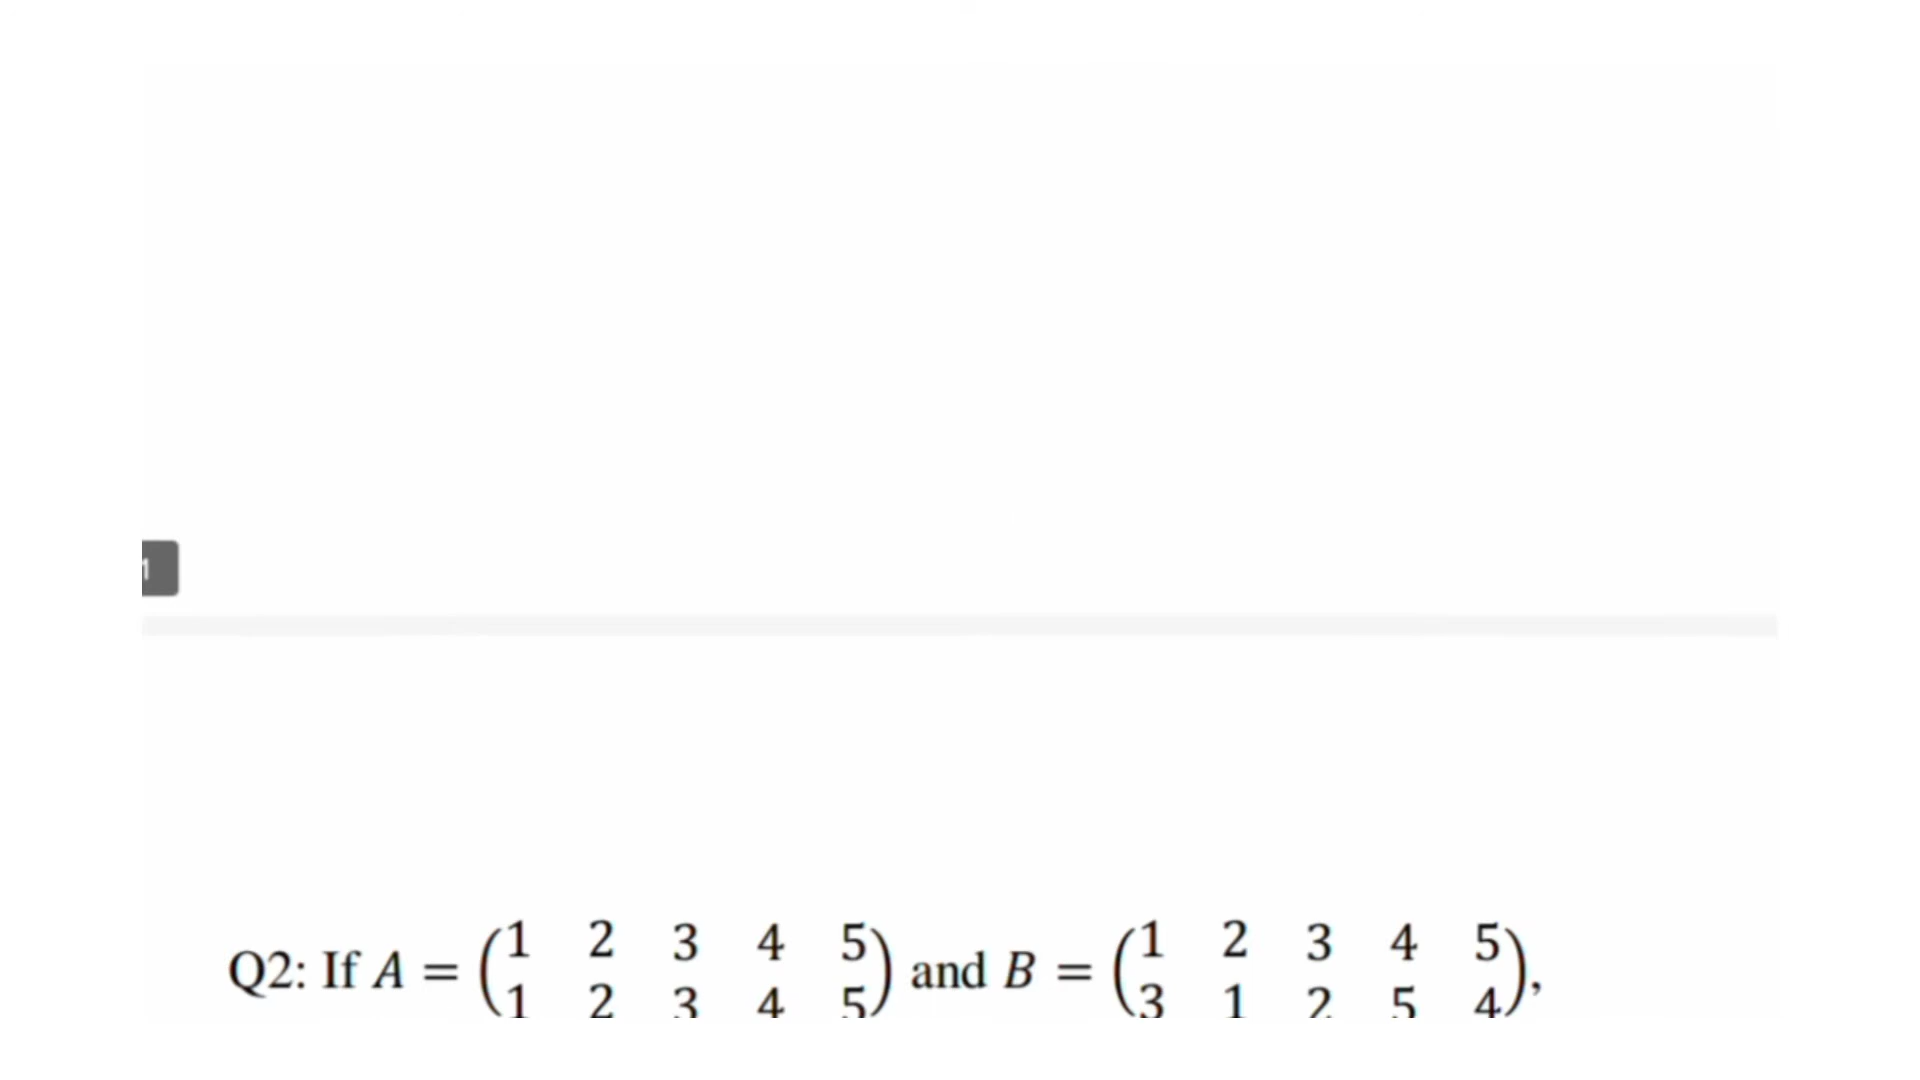 1
Q2: If A = (1 2 3 4 5
1 2 3 4 5) and B = (1 2 3 4 5
3 1 2 5 4),